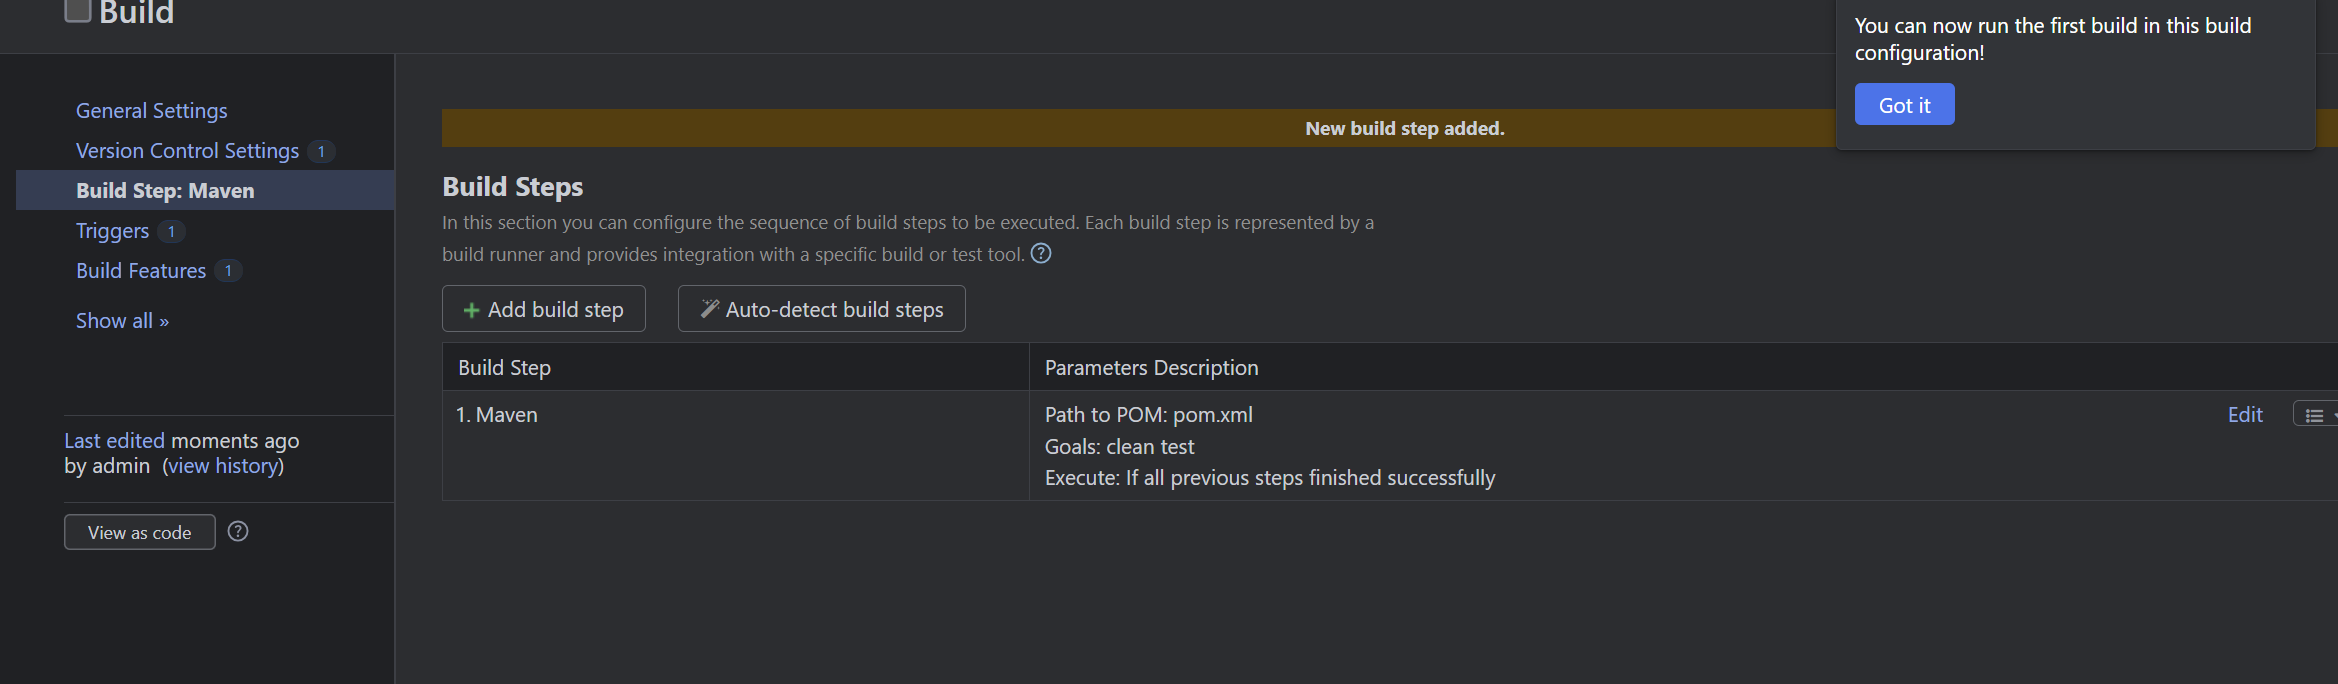 Build
You can now run the first build in this build
configuration!
Got it
General Settings
Version Control Settings 1
Build Step: Maven
Triggers 1
Build Features 1
Show all »
Last edited moments ago
by admin (view history)
View as code ?
New build step added.
Build Steps
In this section you can configure the sequence of build steps to be executed. Each build step is represented by a
build runner and provides integration with a specific build or test tool. ?
+ Add build step
Auto-detect build steps
Build Step
Parameters Description
1. Maven
Path to POM: pom.xml
Goals: clean test
Execute: If all previous steps finished successfully
Edit